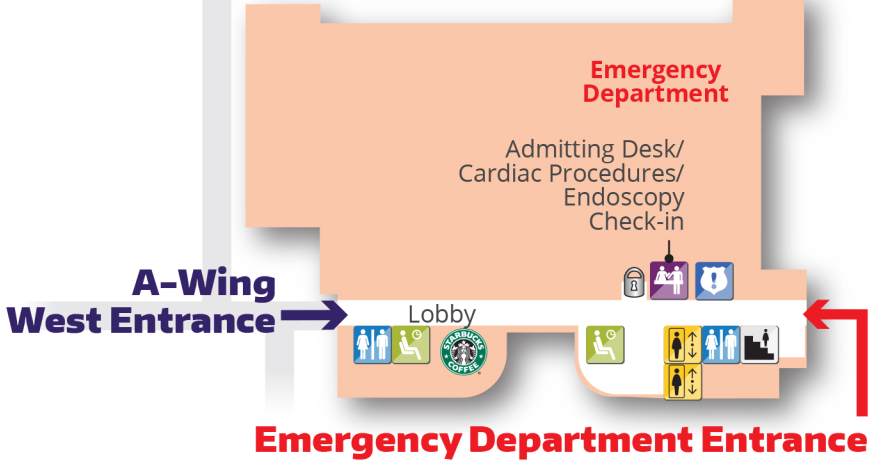 Emergency
Department
Admitting Desk/
Cardiac Procedures/
Endoscopy
Check-in
A-Wing
West Entrance
Lobby
STARBUCKS
COFFEE
Emergency Department Entrance